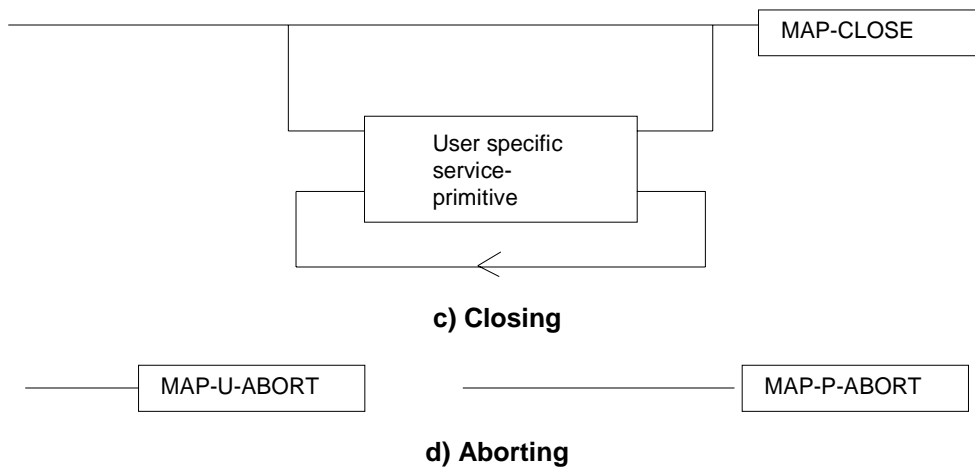 MAP-CLOSE
User specific
service-
primitive
c) Closing
MAP-U-ABORT
MAP-P-ABORT
d) Aborting